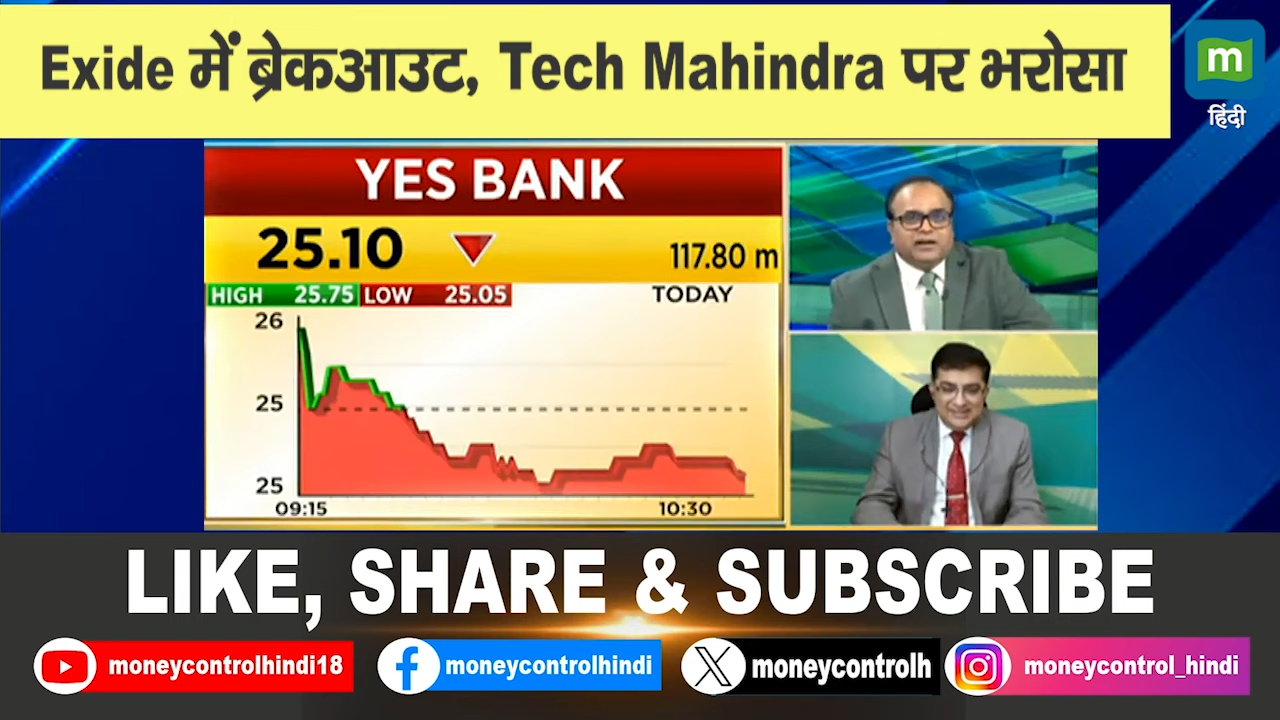 Exide में ब्रेकआउट, Tech Mahindra पर भरोसा
m
हिंदी
YES BANK
25.10 117.80 m
HIGH 25.75 LOW 25.05 TODAY
26
25
25
09:15 10:30
LIKE, SHARE & SUBSCRIBE
moneycontrolhindi18 moneycontrolhindi moneycontrolh moneycontrol_hindi